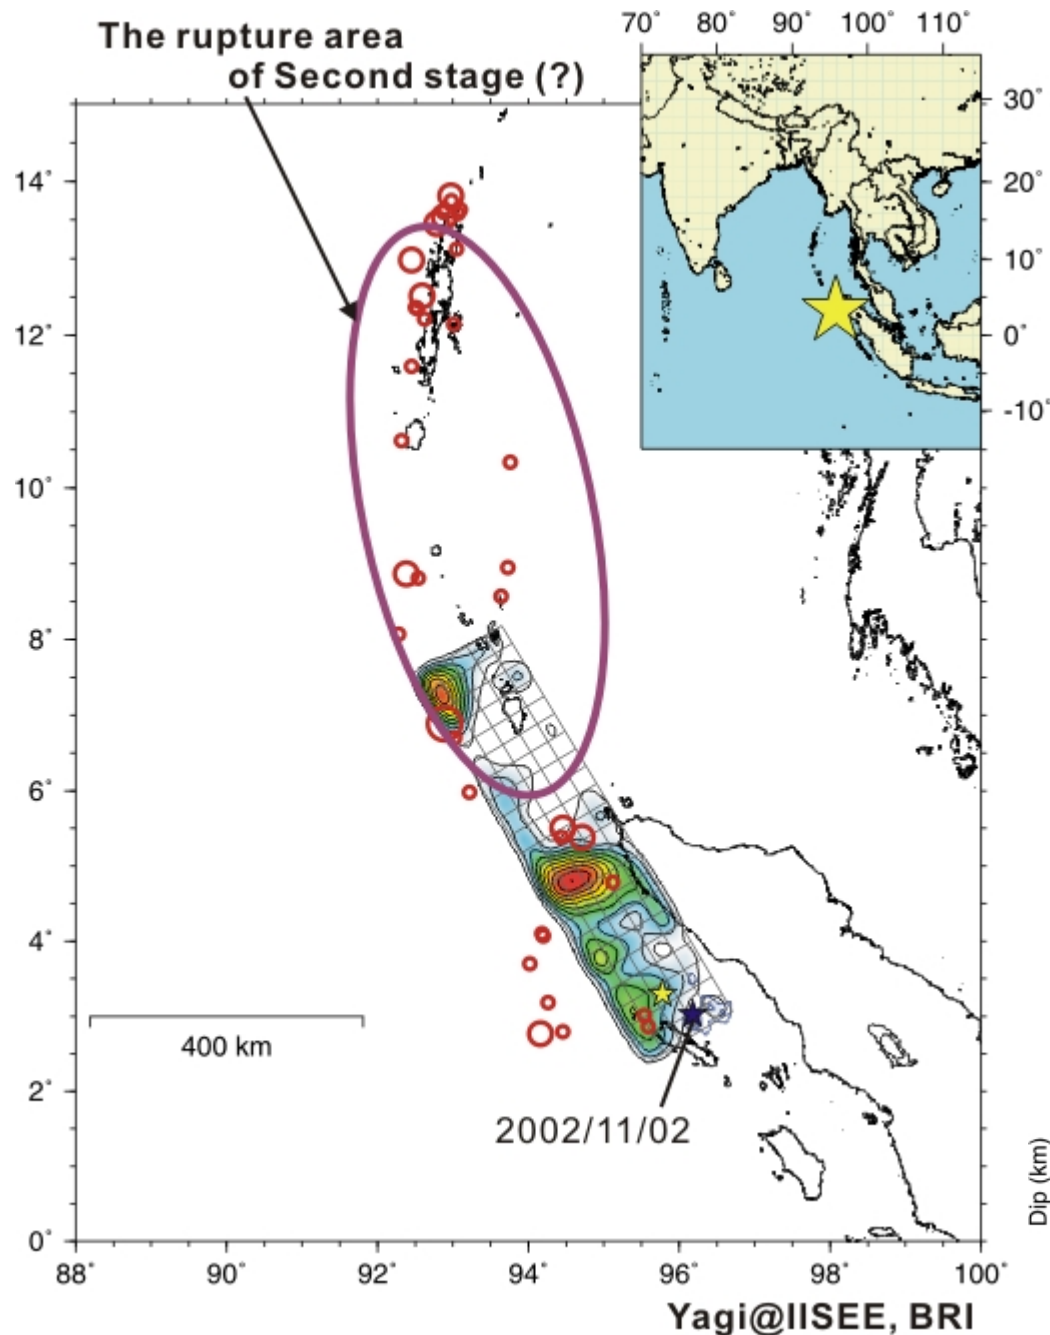 The rupture area
of Second stage (?)
70° 80° 90° 100° 110°
30°
20°
10°
0°
-10°
14°
12°
10°
8°
6°
4°
2°
0°
400 km
2002/11/02
Dip (km)
88° 90° 92° 94° 96° 98° 100°
Yagi@IISEE, BRI